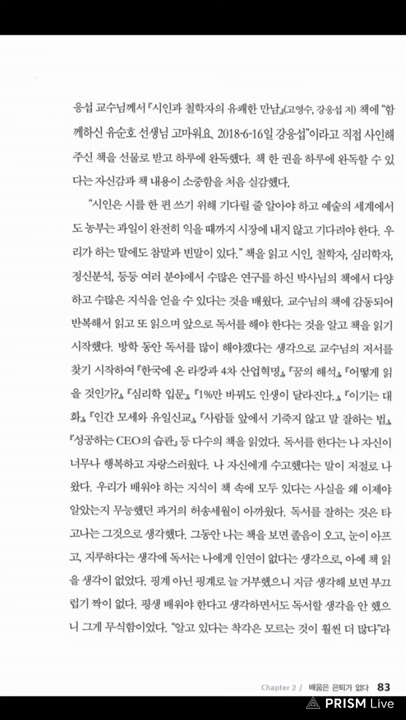 웅섭 교수님께서 『시인과 철학자의 유쾌한 만남』(고영수, 강응섭 저) 책에 “함
께하신 유순호 선생님 고마워요, 2018-6-16일 강응섭”이라고 직접 사인해
주신 책을 선물로 받고 하루에 완독했다. 책 한 권을 하루에 완독할 수 있
다는 자신감과 책 내용이 소중함을 처음 실감했다.
“시인은 시를 한 편 쓰기 위해 기다릴 줄 알아야 하고 예술의 세계에서
도 농부는 과일이 완전히 익을 때까지 시장에 내지 않고 기다려야 한다. 우
리가 하는 말에도 참말과 빈말이 있다.” 책을 읽고 시인, 철학자, 심리학자,
정신분석, 등등 여러 분야에서 수많은 연구를 하신 박사님의 책에서 다양
하고 수많은 지식을 얻을 수 있다는 것을 배웠다. 교수님의 책에 감동되어
반복해서 읽고 또 읽으며 앞으로 독서를 해야 한다는 것을 알고 책을 읽기
시작했다. 방학 동안 독서를 많이 해야겠다는 생각으로 교수님의 저서를
찾기 시작하여 『한국에 온 라캉과 4차 산업혁명』, 『꿈의 해석』, 『어떻게 읽
을 것인가?』, 『심리학 입문』, 『1%만 바꿔도 인생이 달라진다.』, 『이기는 대
화』, 『인간 모세와 유일신교』, 『사람들 앞에서 기죽지 않고 말 잘하는 법』,
『성공하는 CEO의 습관』 등 다수의 책을 읽었다. 독서를 한다는 나 자신이
너무나 행복하고 자랑스러웠다. 나 자신에게 수고했다는 말이 저절로 나
왔다. 우리가 배워야 하는 지식이 책 속에 모두 있다는 사실을 왜 이제야
알았는지 무능했던 과거의 허송세월이 아까웠다. 독서를 잘하는 것은 타
고나는 그것으로 생각했다. 그동안 나는 책을 보면 졸음이 오고, 눈이 아프
고, 지루하다는 생각에 독서는 나에게 인연이 없다는 생각으로, 아예 책 읽
을 생각이 없었다. 핑계 아닌 핑계로 늘 거부했으니 지금 생각해 보면 부끄
럽기 짝이 없다. 평생 배워야 한다고 생각하면서도 독서할 생각을 안 했으
니 그게 무식함이었다. “알고 있다는 착각은 모르는 것이 훨씬 더 많다”라
Chapter 2 / 배움은 은퇴가 없다 83
PRISM Live